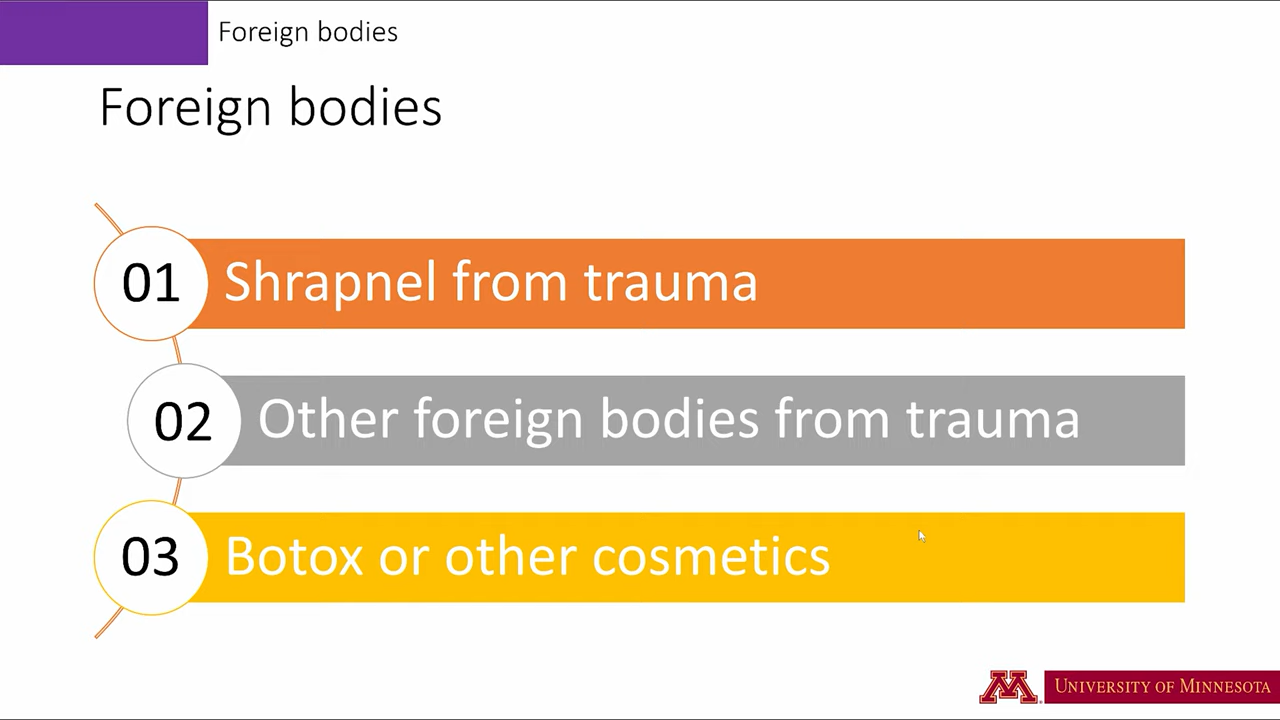 Foreign bodies
Foreign bodies
01 Shrapnel from trauma
02 Other foreign bodies from trauma
03 Botox or other cosmetics
M UNIVERSITY OF MINNESOTA